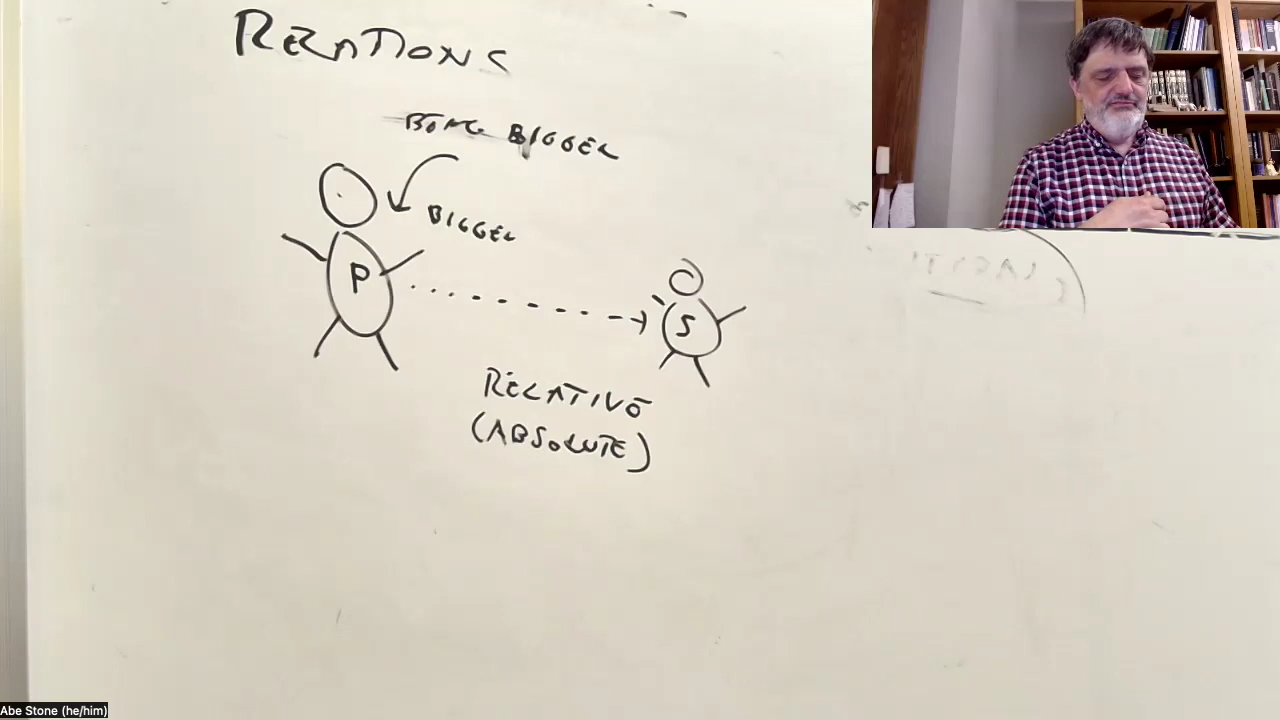 RELATIONS
BEING BIGGER
BIGGER
P
S
RELATIVE
(ABSOLUTE)
Abe Stone (he/him)